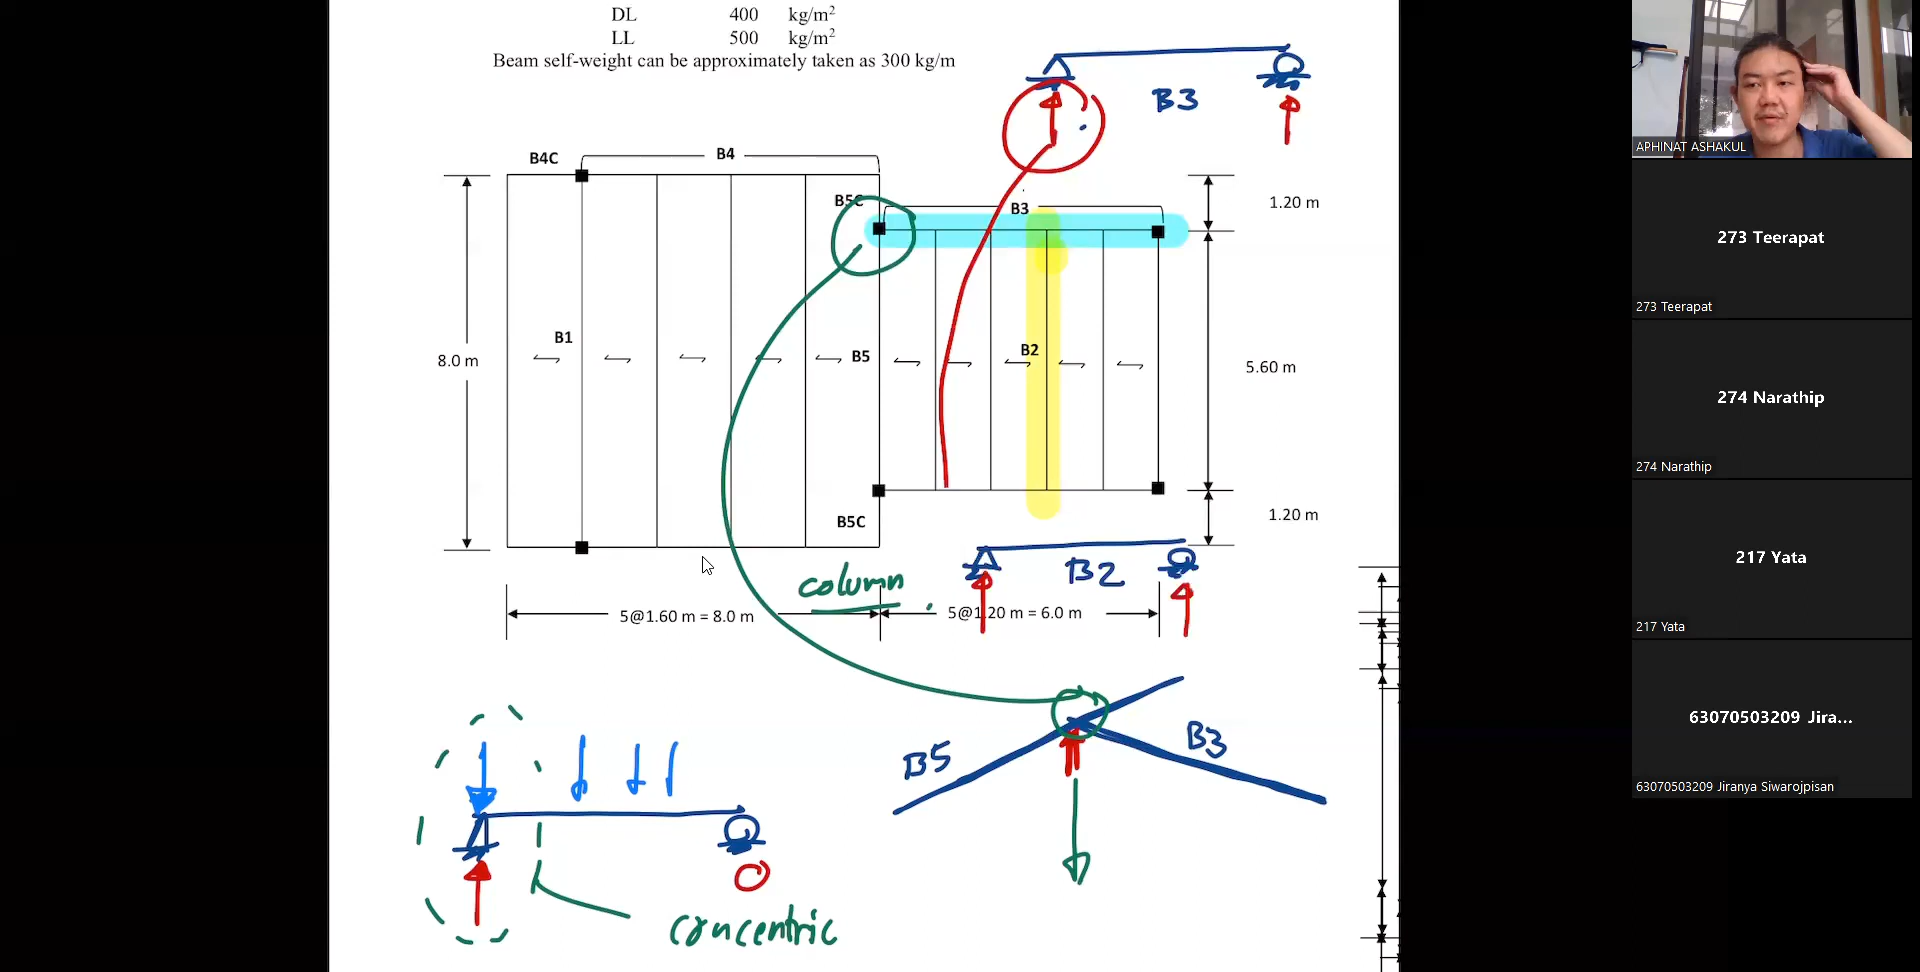 DL 400 kg/m²
LL 500 kg/m²
Beam self-weight can be approximately taken as 300 kg/m
B3
B4C
B4
B5C
B3
1.20 m
B1
8.0 m
B5
B2
5.60 m
B5C
1.20 m
B2
column
5@1.60 m = 8.0 m
5@1.20 m = 6.0 m
B5
B3
concentric
APHINAT ASHAKUL
273 Teerapat
273 Teerapat
274 Narathip
274 Narathip
217 Yata
217 Yata
63070503209 Jira...
63070503209 Jiranya Siwarojpisan